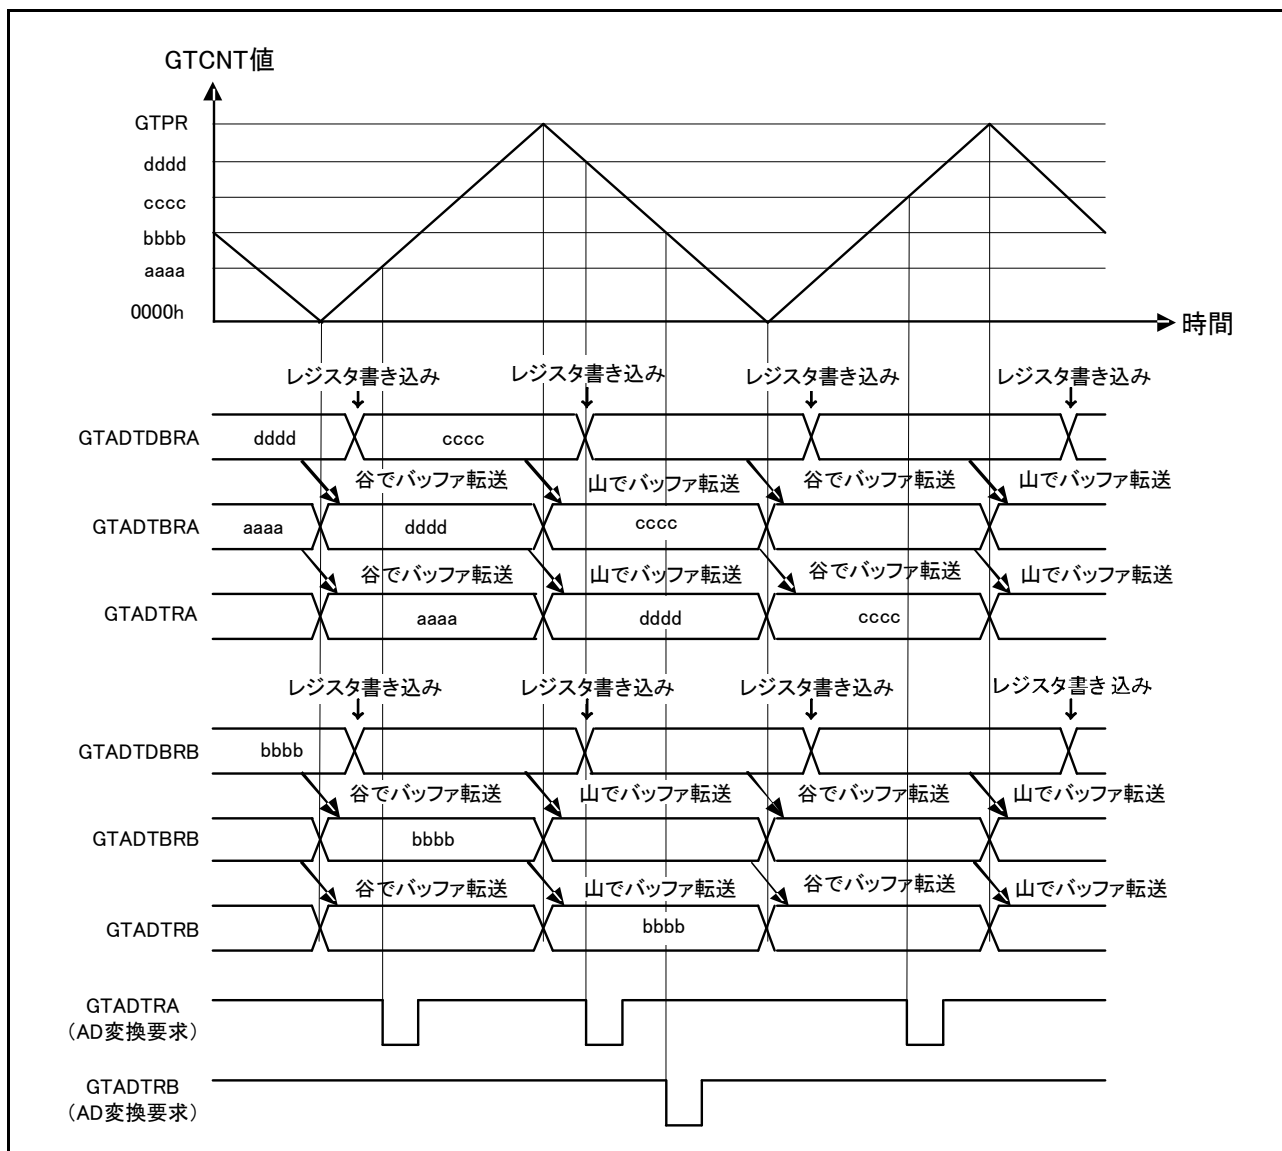 GTCNT値
GTPR
dddd
cccc
bbbb
aaaa
0000h
時間
レジスタ書き込み レジスタ書き込み レジスタ書き込み レジスタ書き込み
GTADTDBRA dddd cccc
谷でバッファ転送 山でバッファ転送 谷でバッファ転送 山でバッファ転送
GTADTBRA aaaa dddd cccc
谷でバッファ転送 山でバッファ転送 谷でバッファ転送 山でバッファ転送
GTADTRA aaaa dddd cccc
レジスタ書き込み レジスタ書き込み レジスタ書き込み レジスタ書き込み
GTADTDBRB bbbb
谷でバッファ転送 山でバッファ転送 谷でバッファ転送 山でバッファ転送
GTADTBRB bbbb
谷でバッファ転送 山でバッファ転送 谷でバッファ転送 山でバッファ転送
GTADTRB bbbb
GTADTRA
(AD変換要求)
GTADTRB
(AD変換要求)